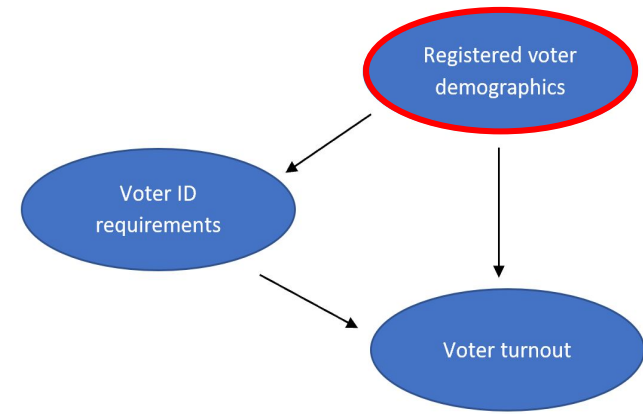 Registered voter
demographics
Voter ID
requirements
Voter turnout